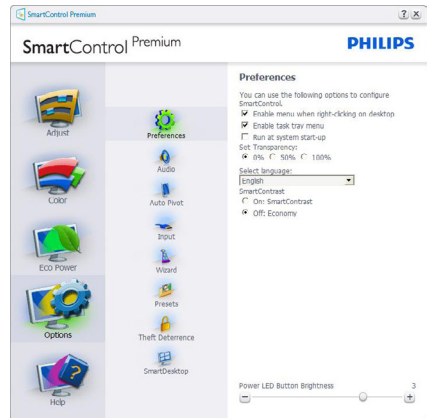 SmartControl Premium
SmartControl Premium
PHILIPS
Adjust
Color
Eco Power
Options
Help
Preferences
Audio
Auto Pivot
Input
Wizard
Presets
Theft Deterrence
SmartDesktop
Preferences
You can use the following options to configure
SmartControl.
Enable menu when right-clicking on desktop
Enable task tray menu
Run at system start-up
Set Transparency:
0% 50% 100%
Select language:
English
SmartContrast
On: SmartContrast
Off: Economy
Power LED Button Brightness 3